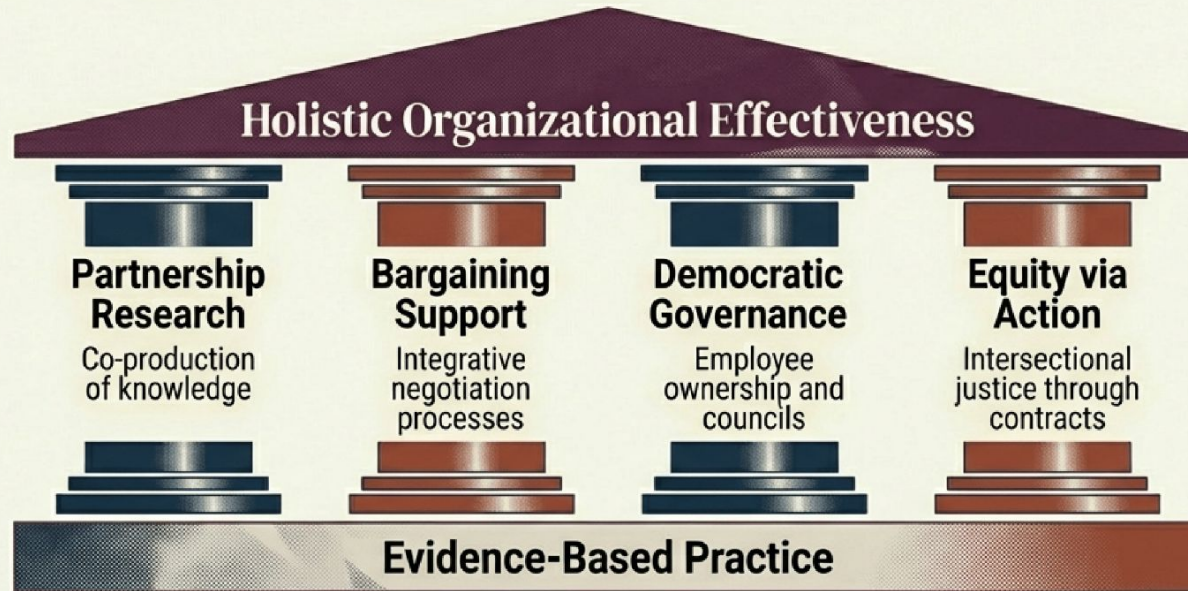 Holistic Organizational Effectiveness
Partnership
Research
Co-production
of knowledge
Bargaining
Support
Integrative
negotiation
processes
Democratic
Governance
Employee
ownership and
councils
Equity via
Action
Intersectional
justice through
contracts
Evidence-Based Practice